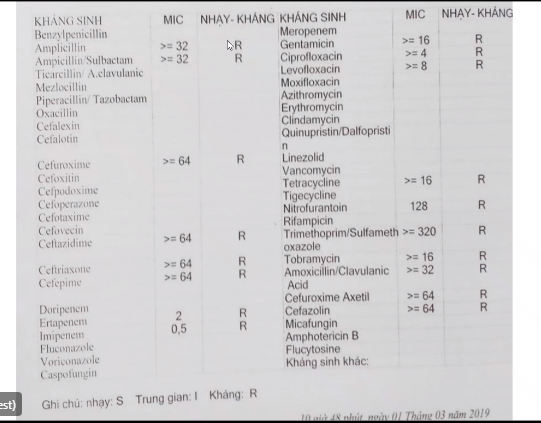 KHÁNG SINH MIC NHẠY- KHÁNG KHÁNG SINH MIC NHẠY- KHÁNG
Benzylpenicillin Meropenem
Amplicillin >= 32 R Gentamicin >= 16 R
Ampicillin/Sulbactam >= 32 R Ciprofloxacin >= 4 R
Ticarcillin/ A.clavulanic Levofloxacin >= 8 R
Mezlocillin Moxifloxacin
Piperacillin/ Tazobactam Azithromycin
Oxacillin Erythromycin
Cefalexin Clindamycin
Cefalotin Quinupristin/Dalfopristi
n
Cefuroxime >= 64 R Linezolid
Cefoxitin Vancomycin
Cefpodoxime Tetracycline >= 16 R
Cefoperazone Tigecycline
Cefotaxime Nitrofurantoin 128 R
Cefovecin Rifampicin
Ceftazidime >= 64 R Trimethoprim/Sulfameth >= 320 R
oxazole
Ceftriaxone >= 64 R Tobramycin >= 16 R
Cefepime >= 64 R Amoxicillin/Clavulanic >= 32 R
Acid
Cefuroxime Axetil >= 64 R
Doripenem Cefazolin >= 64 R
Ertapenem 2 R Micafungin
Imipenem 0,5 R Amphotericin B
Fluconazole Flucytosine
Voriconazole Kháng sinh khác:
Caspofungin
est)
Ghi chú: nhạy: S Trung gian: I Kháng: R
10 giờ 48 phút, ngày 01 Tháng 03 năm 2019